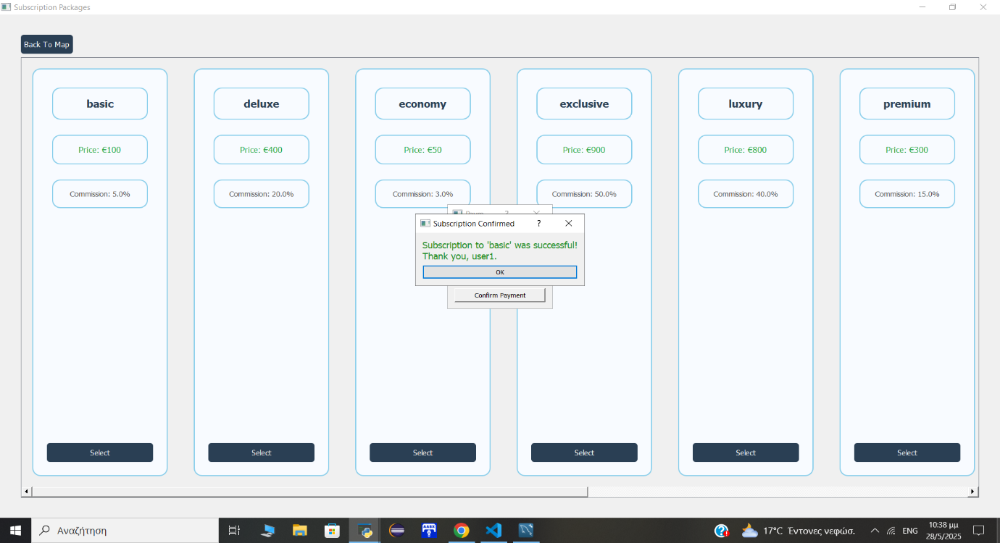 Subscription Packages
Back To Map
basic
Price: €100
Commission: 5.0%
Select
deluxe
Price: €400
Commission: 20.0%
Select
economy
Price: €50
Commission: 3.0%
Select
exclusive
Price: €900
Commission: 50.0%
Select
luxury
Price: €800
Commission: 40.0%
Select
premium
Price: €300
Commission: 15.0%
Select
?
Subscription Confirmed ?
Subscription to 'basic' was successful!
Thank you, user1.
OK
Confirm Payment
Αναζήτηση
17°C Έντονες νεφώσ.
ENG
10:38 μμ
28/5/2025